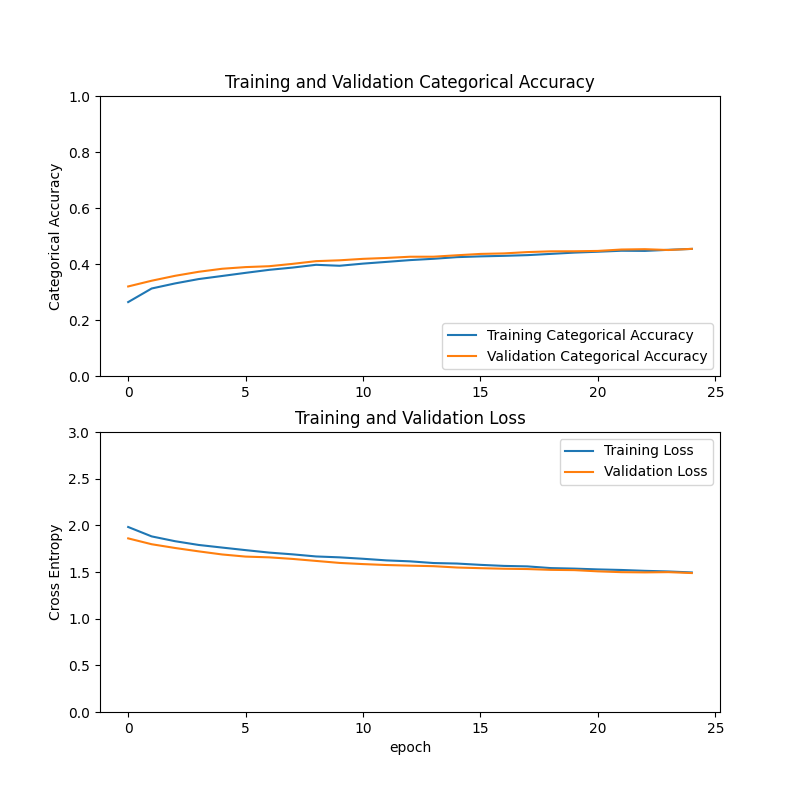 Training and Validation Categorical Accuracy
1.0
0.8
0.6
0.4
0.2
0.0
Categorical Accuracy
Training Categorical Accuracy
Validation Categorical Accuracy
0 5 10 15 20 25
Training and Validation Loss
3.0
2.5
2.0
1.5
1.0
0.5
0.0
Cross Entropy
Training Loss
Validation Loss
0 5 10 15 20 25
epoch